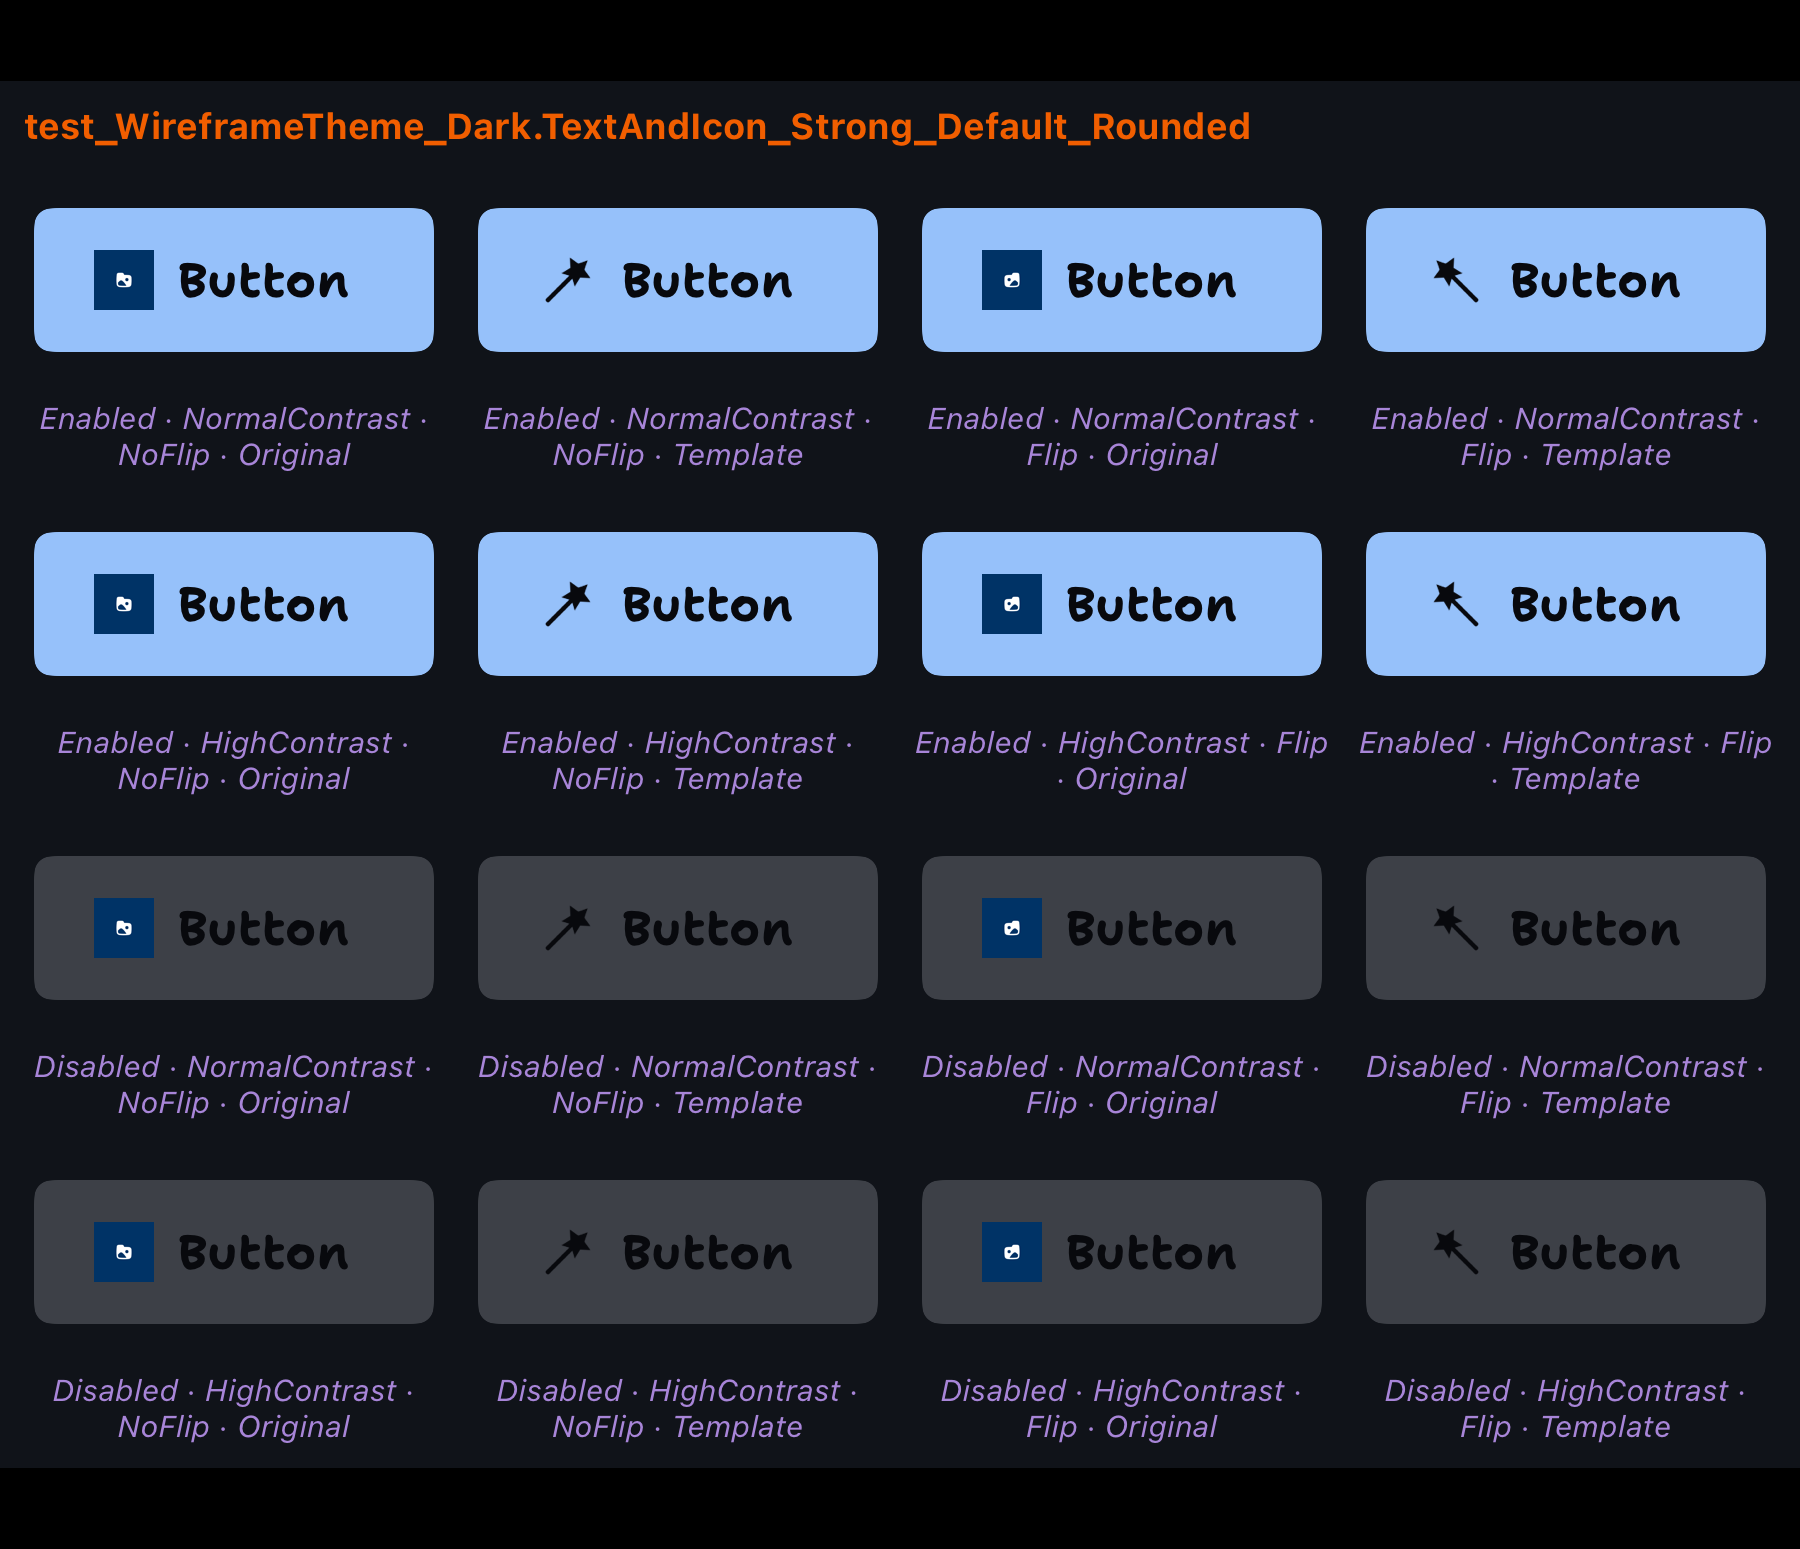 test_WireframeTheme_Dark.TextAndIcon_Strong_Default_Rounded
Button
Button
Button
Button
Enabled · NormalContrast ·
NoFlip · Original
Enabled · NormalContrast ·
NoFlip · Template
Enabled · NormalContrast ·
Flip · Original
Enabled · NormalContrast ·
Flip · Template
Button
Button
Button
Button
Enabled · HighContrast ·
NoFlip · Original
Enabled · HighContrast ·
NoFlip · Template
Enabled · HighContrast · Flip
· Original
Enabled · HighContrast · Flip
· Template
Button
Button
Button
Button
Disabled · NormalContrast ·
NoFlip · Original
Disabled · NormalContrast ·
NoFlip · Template
Disabled · NormalContrast ·
Flip · Original
Disabled · NormalContrast ·
Flip · Template
Button
Button
Button
Button
Disabled · HighContrast ·
NoFlip · Original
Disabled · HighContrast ·
NoFlip · Template
Disabled · HighContrast ·
Flip · Original
Disabled · HighContrast ·
Flip · Template